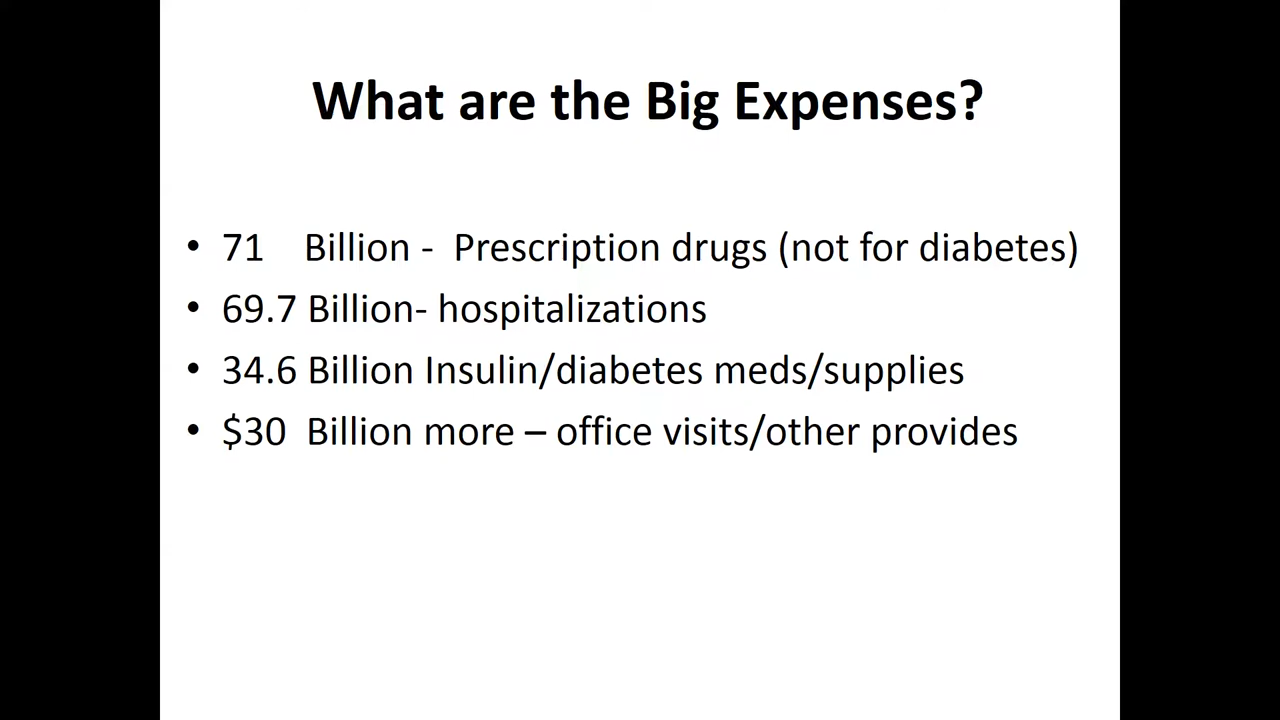 What are the Big Expenses?
• 71 Billion - Prescription drugs (not for diabetes)
• 69.7 Billion- hospitalizations
• 34.6 Billion Insulin/diabetes meds/supplies
• $30 Billion more – office visits/other provides